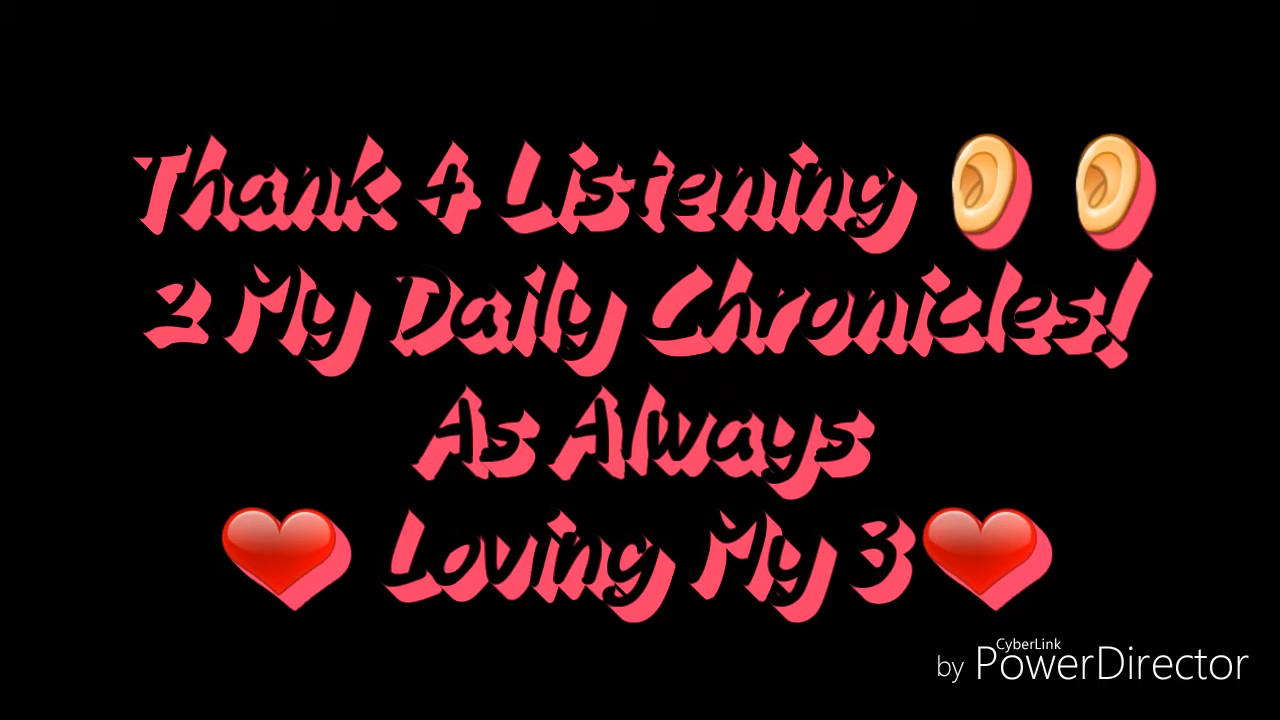 Thank 4 Listening 👂 👂
2 My Daily Chronicles!
As Always
❤ Loving My 3❤
by CyberLink PowerDirector